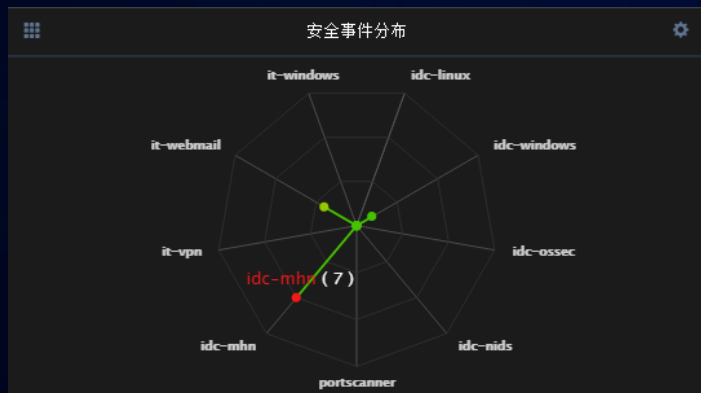 安全事件分布
it-windows
idc-linux
it-webmail
idc-windows
it-vpn
idc-ossec
idc-mhn(7)
idc-mhn
idc-nids
portscanner